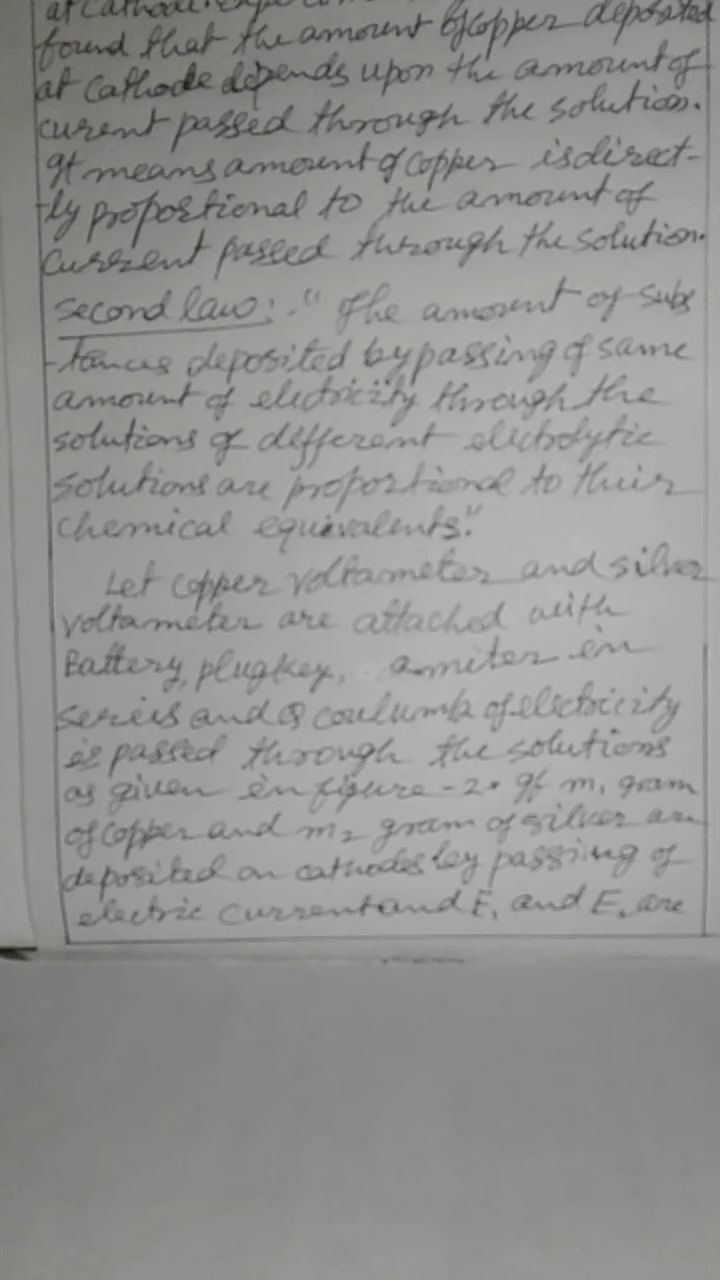 at cathode.
found that the amount of copper deposited
at cathode depends upon the amount of
curent passed through the solution.
It means amount of copper is direct-
-ly proportional to the amount of
current passed through the solution.
Second law:- "The amount of subs
-tances deposited by passing of same
amount of electricity through the
solutions of different electrolytic
solutions are proportional to their
chemical equivalents."
Let copper voltameter and silver
voltameter are attached with
Battery, plugkey, ameter in
series and Q coulumb of electricity
is passed through the solutions
as given in figure-2. If m₁ gram
of copper and m₂ gram of silver are
deposited on cathodes by passing of
electric current and E₁ and E₂ are